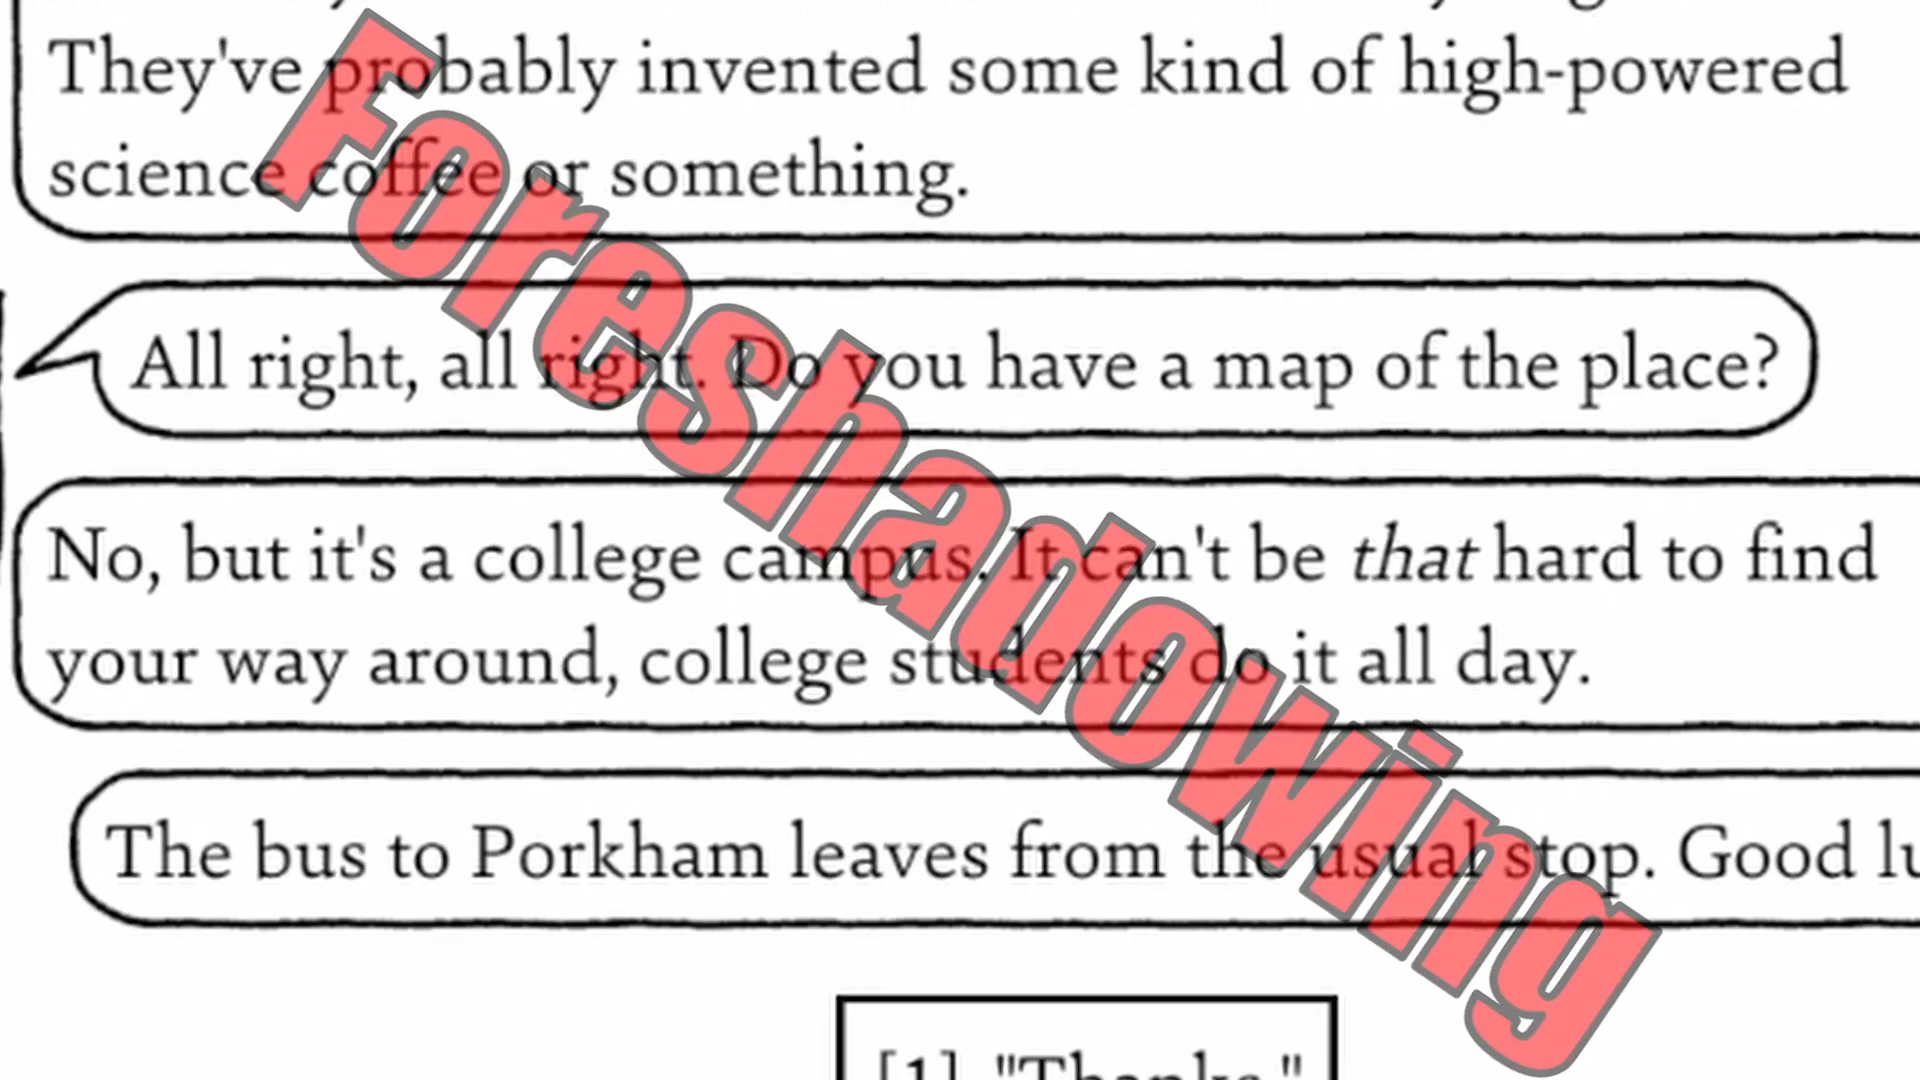 They've probably invented some kind of high-powered
science coffee or something.
All right, all right. Do you have a map of the place?
No, but it's a college campus. It can't be that hard to find
your way around, college students do it all day.
The bus to Porkham leaves from the usual stop. Good
[1] "Thanks."
Foreshadowing